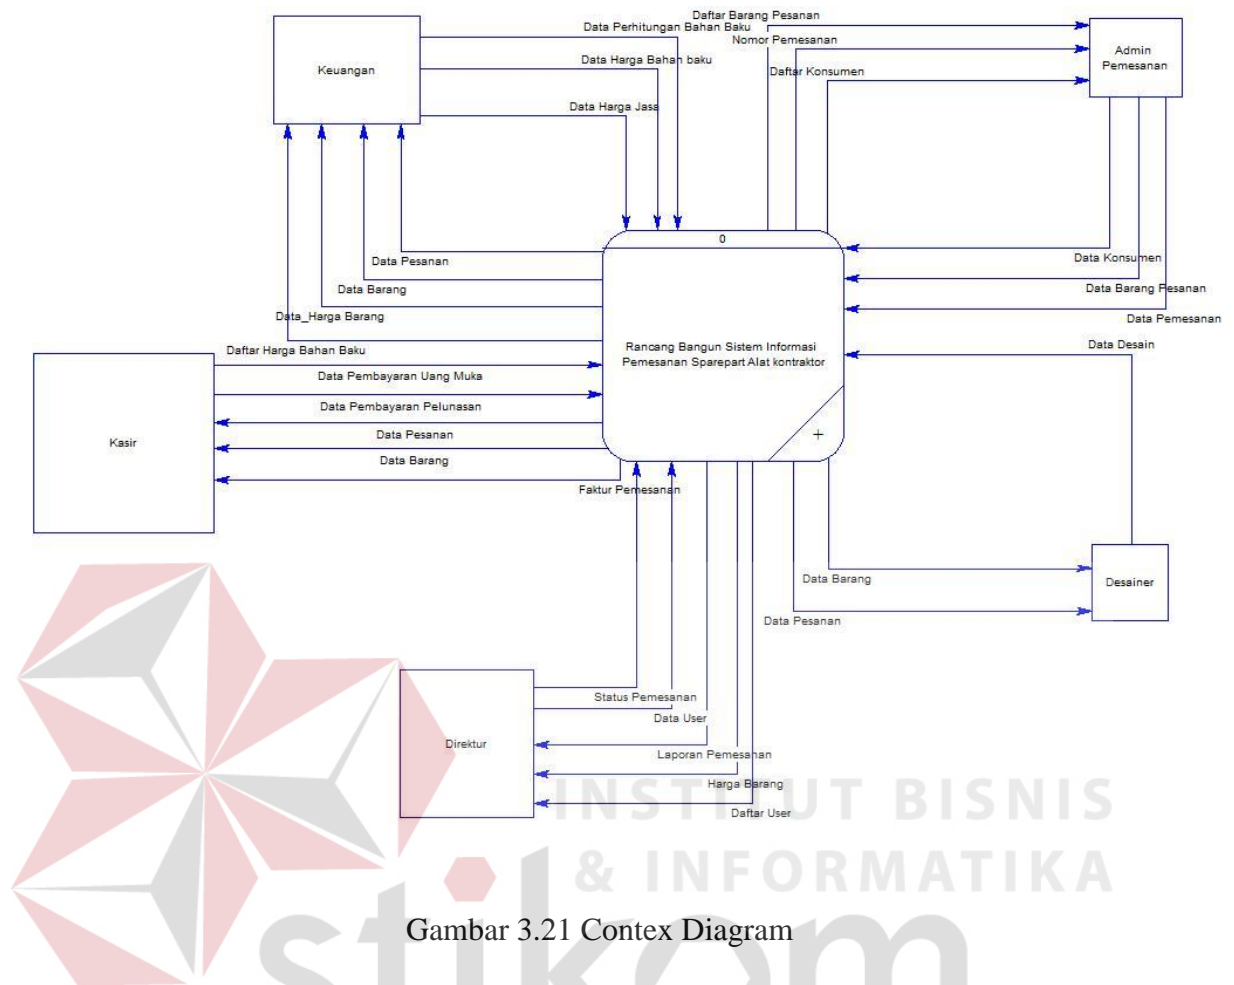 Daftar Barang Pesanan
Data Perhitungan Bahan Baku
Nomor Pemesanan
Admin
Pemesanan
Keuangan
Data Harga Bahan baku
Daftar Konsumen
Data Harga Jasa
0
Data Pesanan
Data Konsumen
Data Barang
Data Barang Pesanan
Data_Harga Barang
Data Pemesanan
Daftar Harga Bahan Baku
Rancang Bangun Sistem Informasi
Pemesanan Sparepart Alat kontraktor
Data Desain
Data Pembayaran Uang Muka
Data Pembayaran Pelunasan
Kasir
Data Pesanan
Data Barang
+
Faktur Pemesanan
Data Barang
Desainer
Data Pesanan
Status Pemesanan
Data User
Direktur
Laporan Pemesanan
Harga Barang
Daftar User
INSTITUT BISNIS
& INFORMATIKA
stikom
Gambar 3.21 Contex Diagram